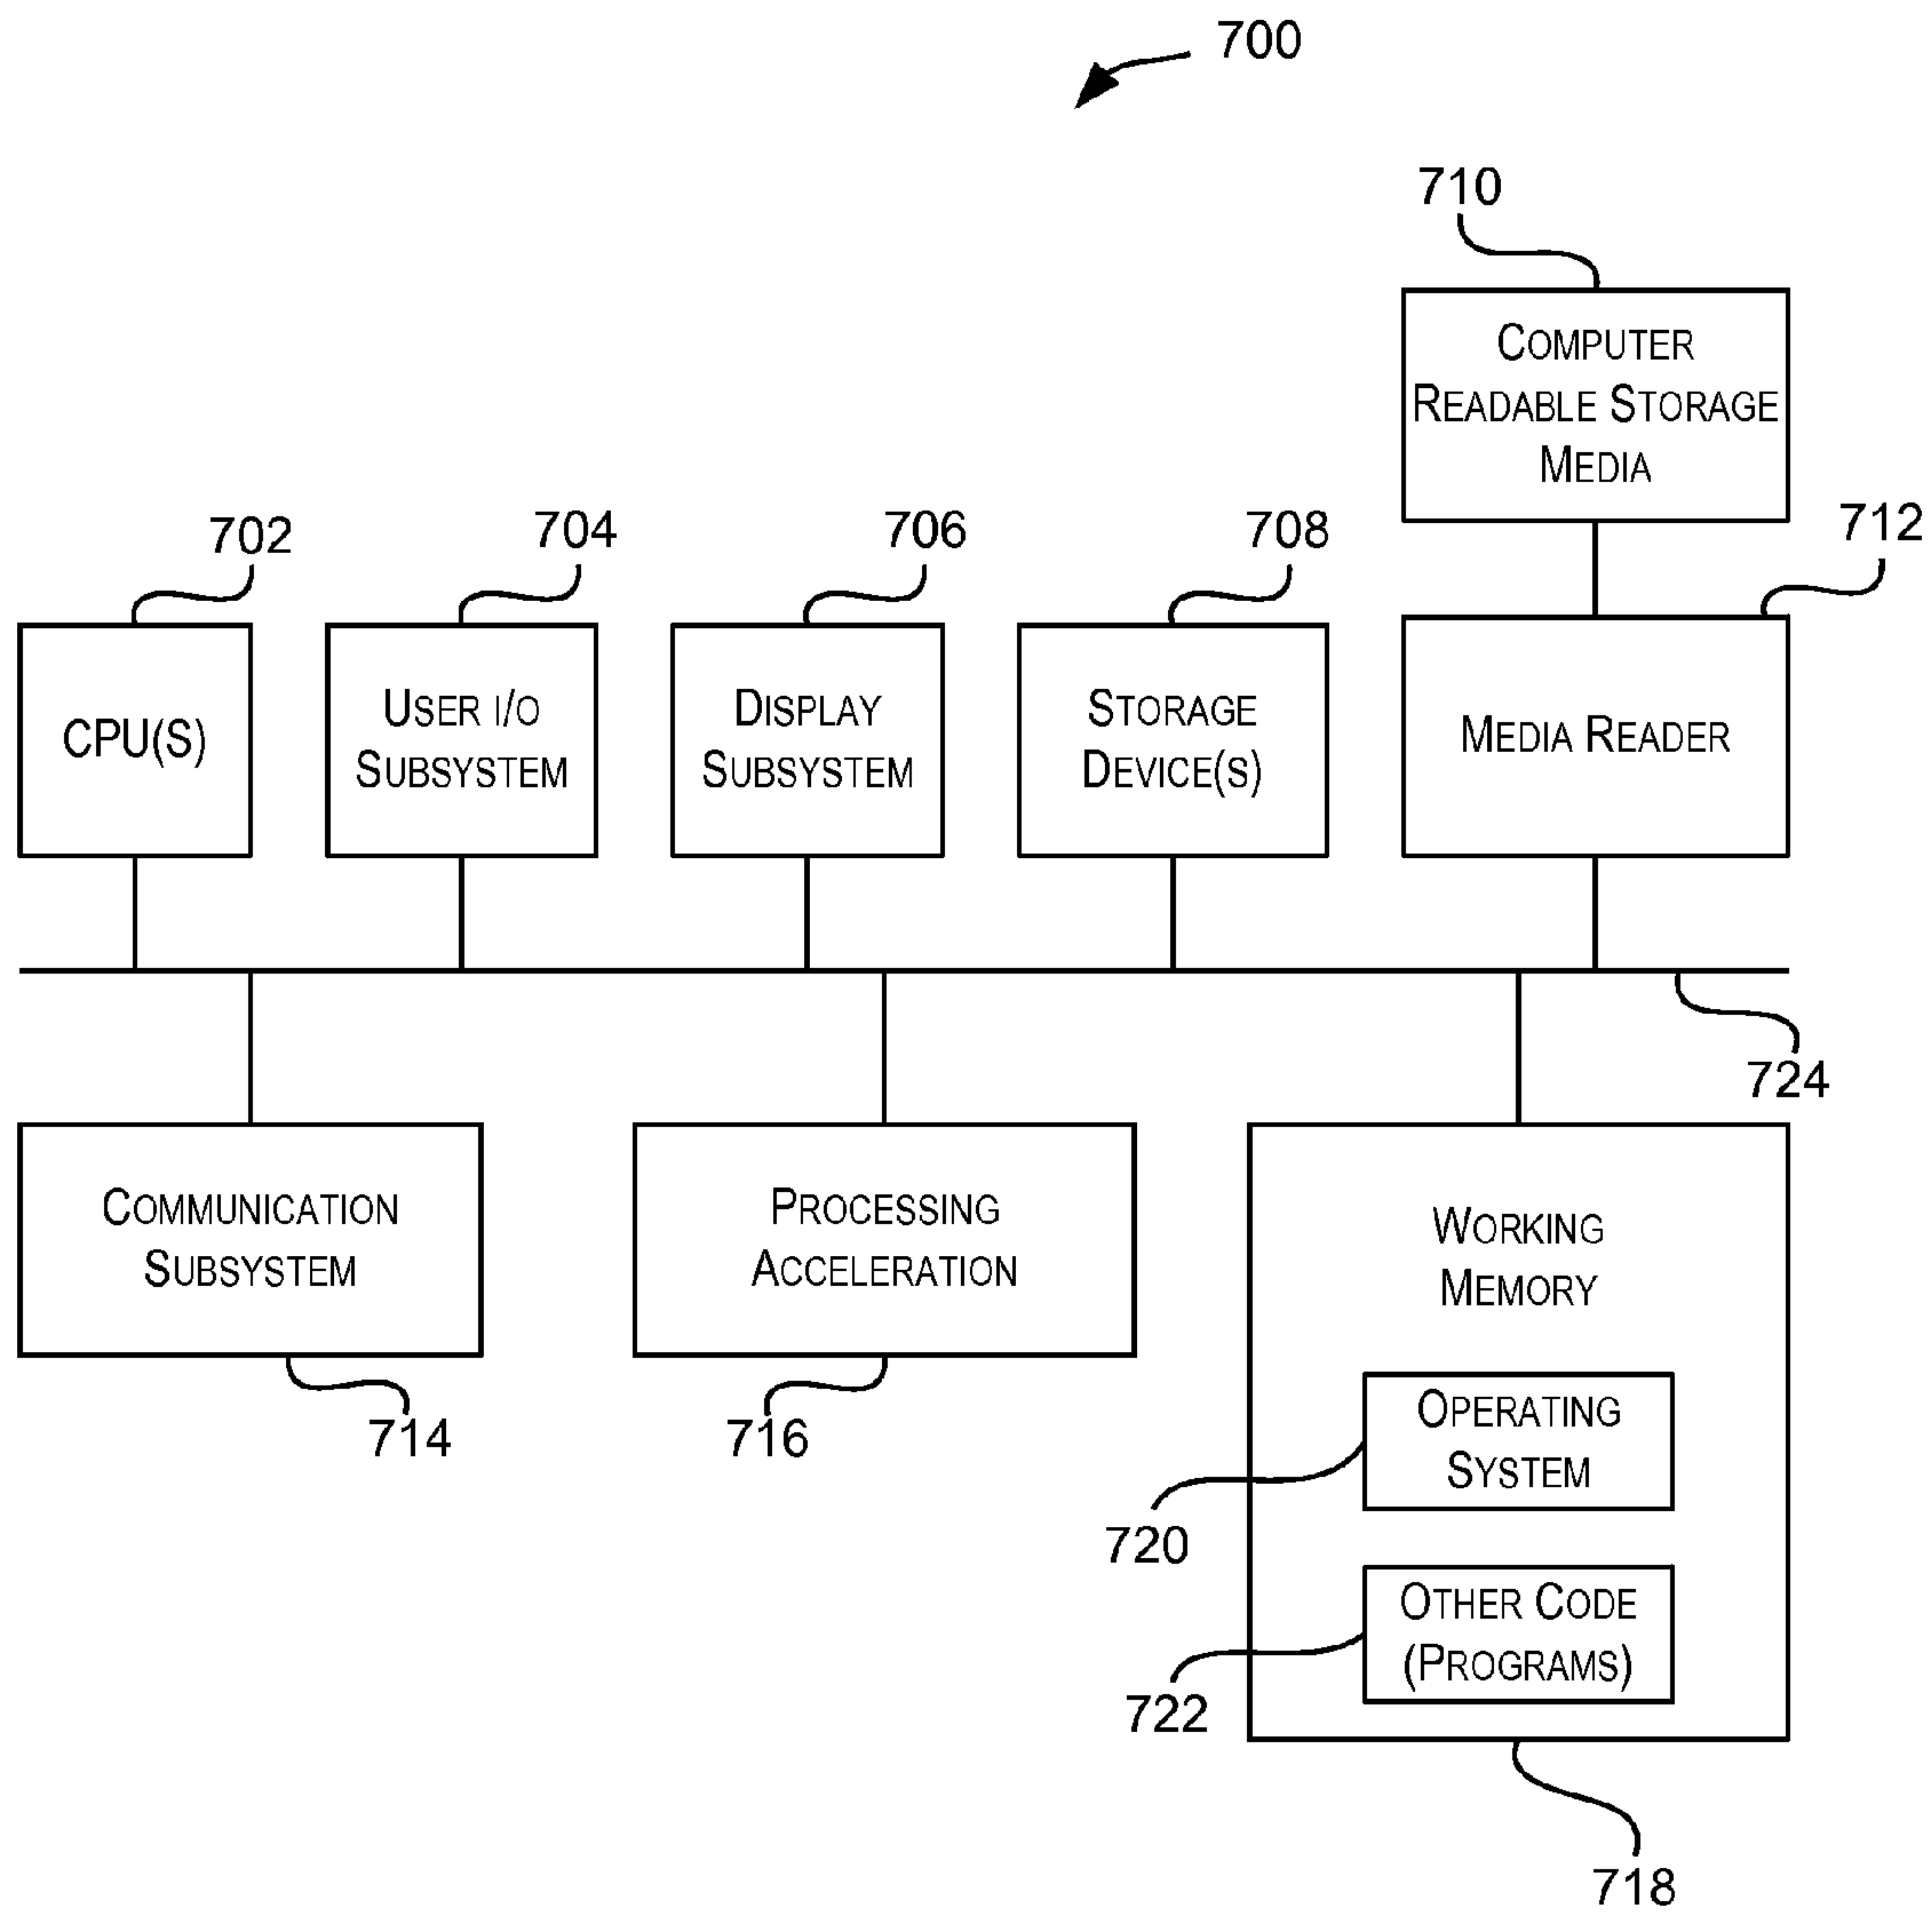 700
710
Computer
Readable Storage
Media
702
704
706
708
712
CPU(s)
User i/o
Subsystem
Display
Subsystem
Storage
Device(s)
Media Reader
724
Communication
Subsystem
Processing
Acceleration
Working
Memory
714
716
Operating
System
720
Other Code
(Programs)
722
718